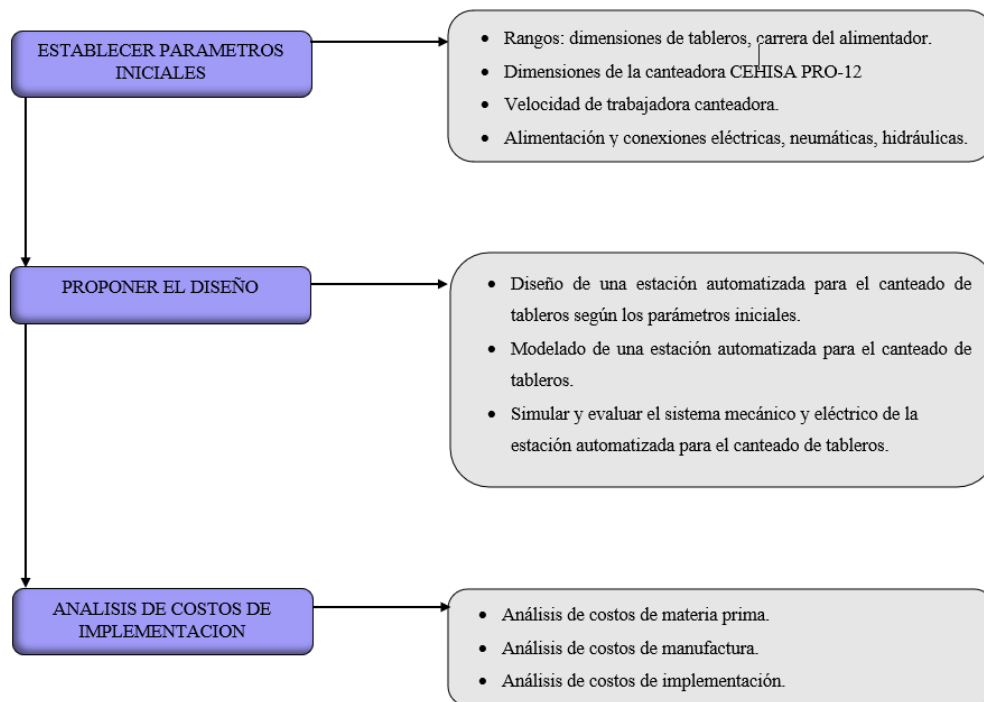 ESTABLECER PARAMETROS
INICIALES
• Rangos: dimensiones de tableros, carrera del alimentador.
• Dimensiones de la canteadora CEHISA PRO-12
• Velocidad de trabajadora canteadora.
• Alimentación y conexiones eléctricas, neumáticas, hidráulicas.
PROPONER EL DISEÑO
• Diseño de una estación automatizada para el canteado de
tableros según los parámetros iniciales.
• Modelado de una estación automatizada para el canteado de
tableros.
• Simular y evaluar el sistema mecánico y eléctrico de la
estación automatizada para el canteado de tableros.
ANALISIS DE COSTOS DE
IMPLEMENTACION
• Análisis de costos de materia prima.
• Análisis de costos de manufactura.
• Análisis de costos de implementación.